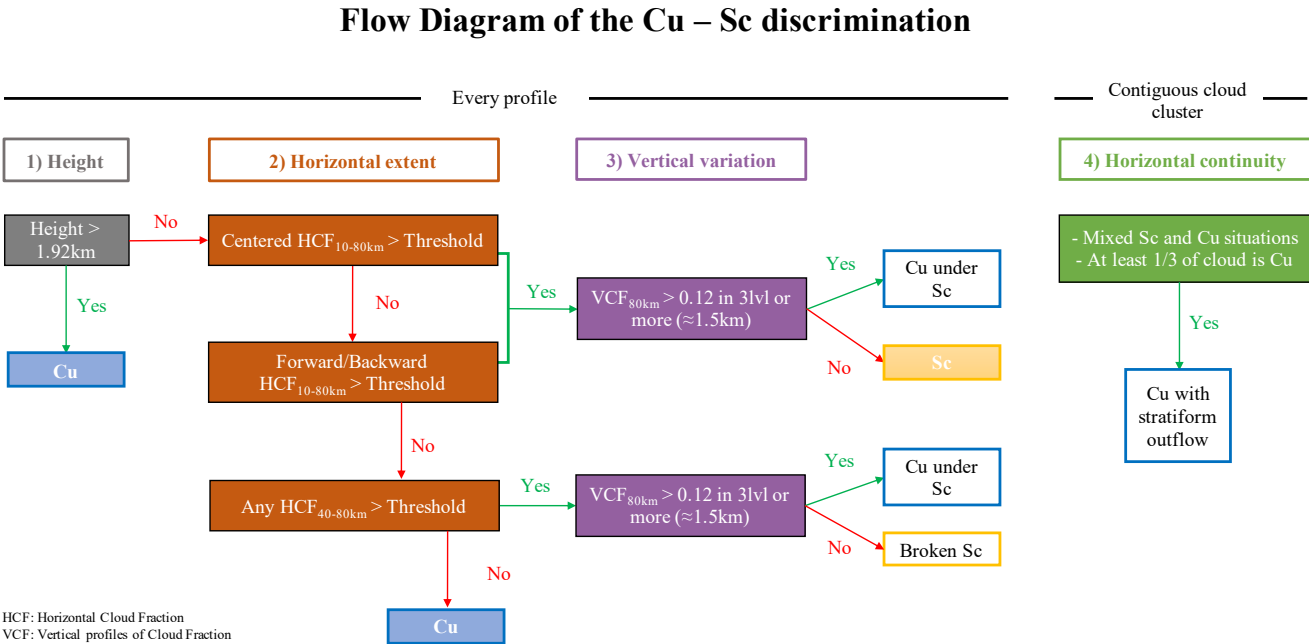 Flow Diagram of the Cu – Sc discrimination
Every profile
Contiguous cloud
cluster
1) Height
2) Horizontal extent
3) Vertical variation
4) Horizontal continuity
Height >
1.92km
No
Yes
Cu
Centered HCF10-80km > Threshold
No
Yes
Forward/Backward
HCF10-80km > Threshold
No
Any HCF40-80km > Threshold
Yes
No
Cu
VCF80km > 0.12 in 3lvl or
more (≈1.5km)
Yes
Cu under
Sc
No
Sc
VCF80km > 0.12 in 3lvl or
more (≈1.5km)
Yes
Cu under
Sc
No
Broken Sc
- Mixed Sc and Cu situations
- At least 1/3 of cloud is Cu
Yes
Cu with
stratiform
outflow
HCF: Horizontal Cloud Fraction
VCF: Vertical profiles of Cloud Fraction